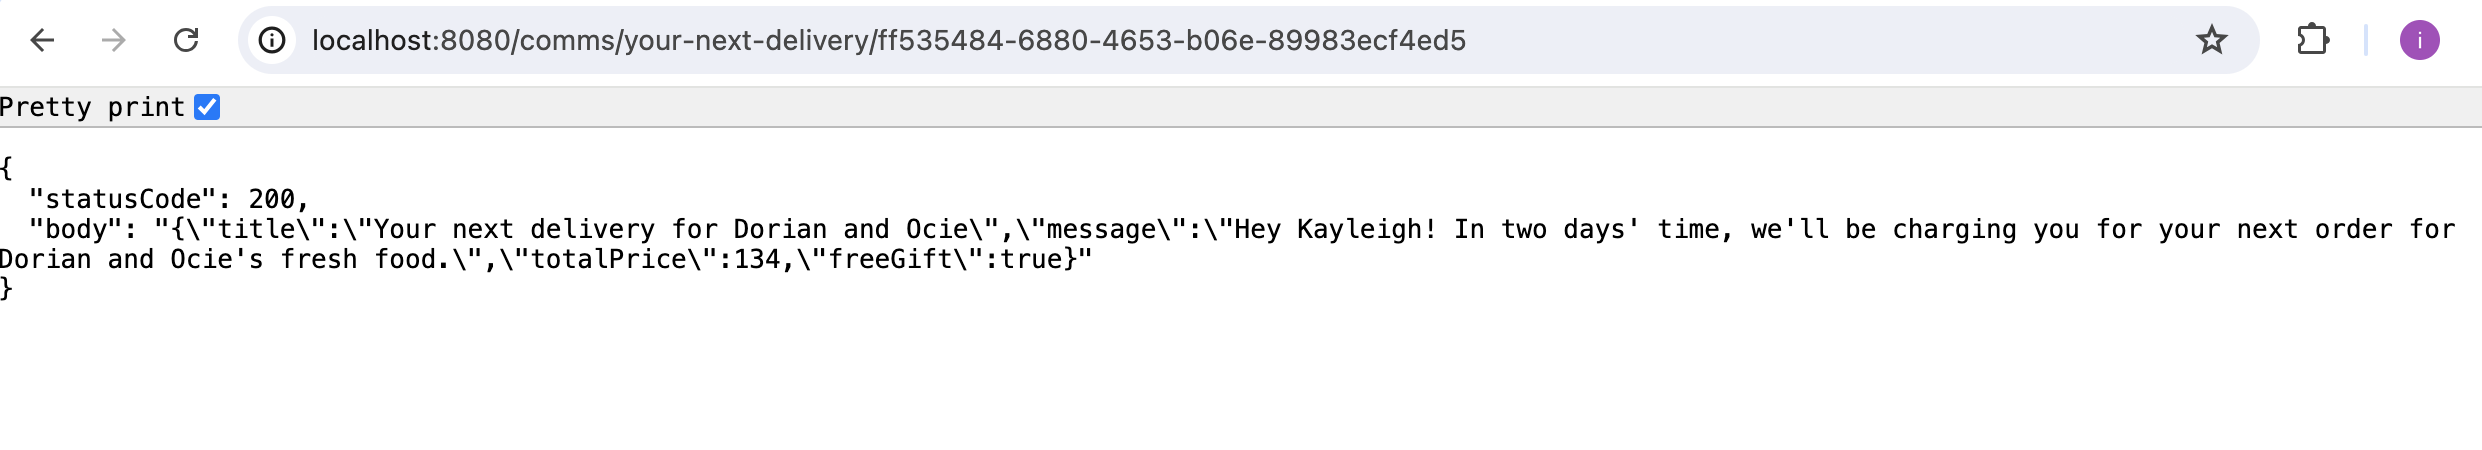 localhost:8080/comms/your-next-delivery/ff535484-6880-4653-b06e-89983ecf4ed5
i
Pretty print
{
  "statusCode": 200,
  "body": "{\"title\":\"Your next delivery for Dorian and Ocie\",\"message\":\"Hey Kayleigh! In two days' time, we'll be charging you for your next order for
Dorian and Ocie's fresh food.\",\"totalPrice\":134,\"freeGift\":true}"
}